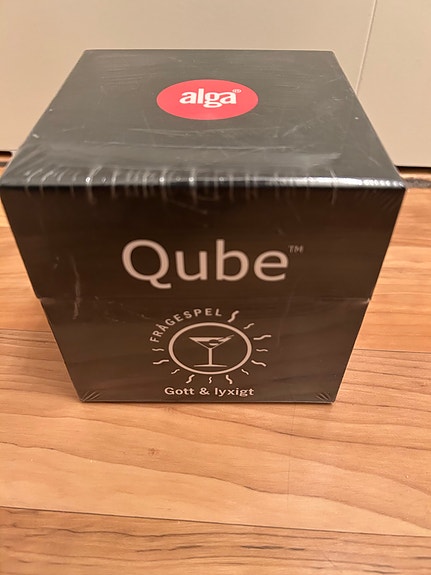 alga®
Qube™
FRÅGESPEL
Gott & lyxigt